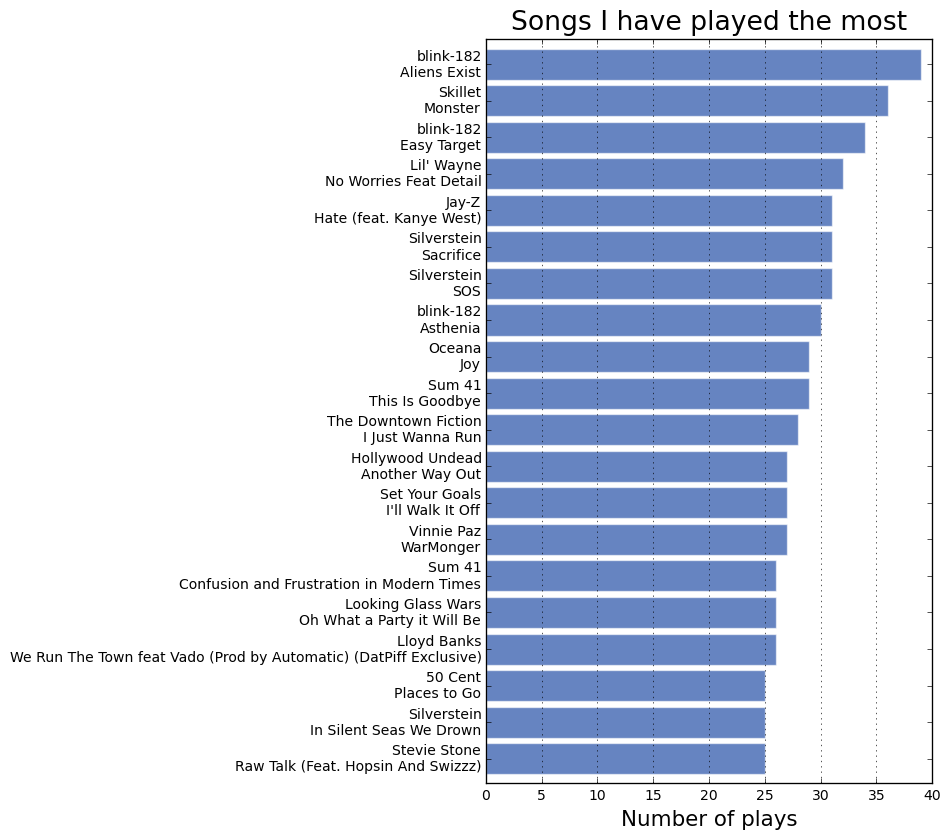 Songs I have played the most
blink-182
Aliens Exist
Skillet
Monster
blink-182
Easy Target
Lil' Wayne
No Worries Feat Detail
Jay-Z
Hate (feat. Kanye West)
Silverstein
Sacrifice
Silverstein
SOS
blink-182
Asthenia
Oceana
Joy
Sum 41
This Is Goodbye
The Downtown Fiction
I Just Wanna Run
Hollywood Undead
Another Way Out
Set Your Goals
I'll Walk It Off
Vinnie Paz
WarMonger
Sum 41
Confusion and Frustration in Modern Times
Looking Glass Wars
Oh What a Party it Will Be
Lloyd Banks
We Run The Town feat Vado (Prod by Automatic) (DatPiff Exclusive)
50 Cent
Places to Go
Silverstein
In Silent Seas We Drown
Stevie Stone
Raw Talk (Feat. Hopsin And Swizzz)
0 5 10 15 20 25 30 35 40
Number of plays